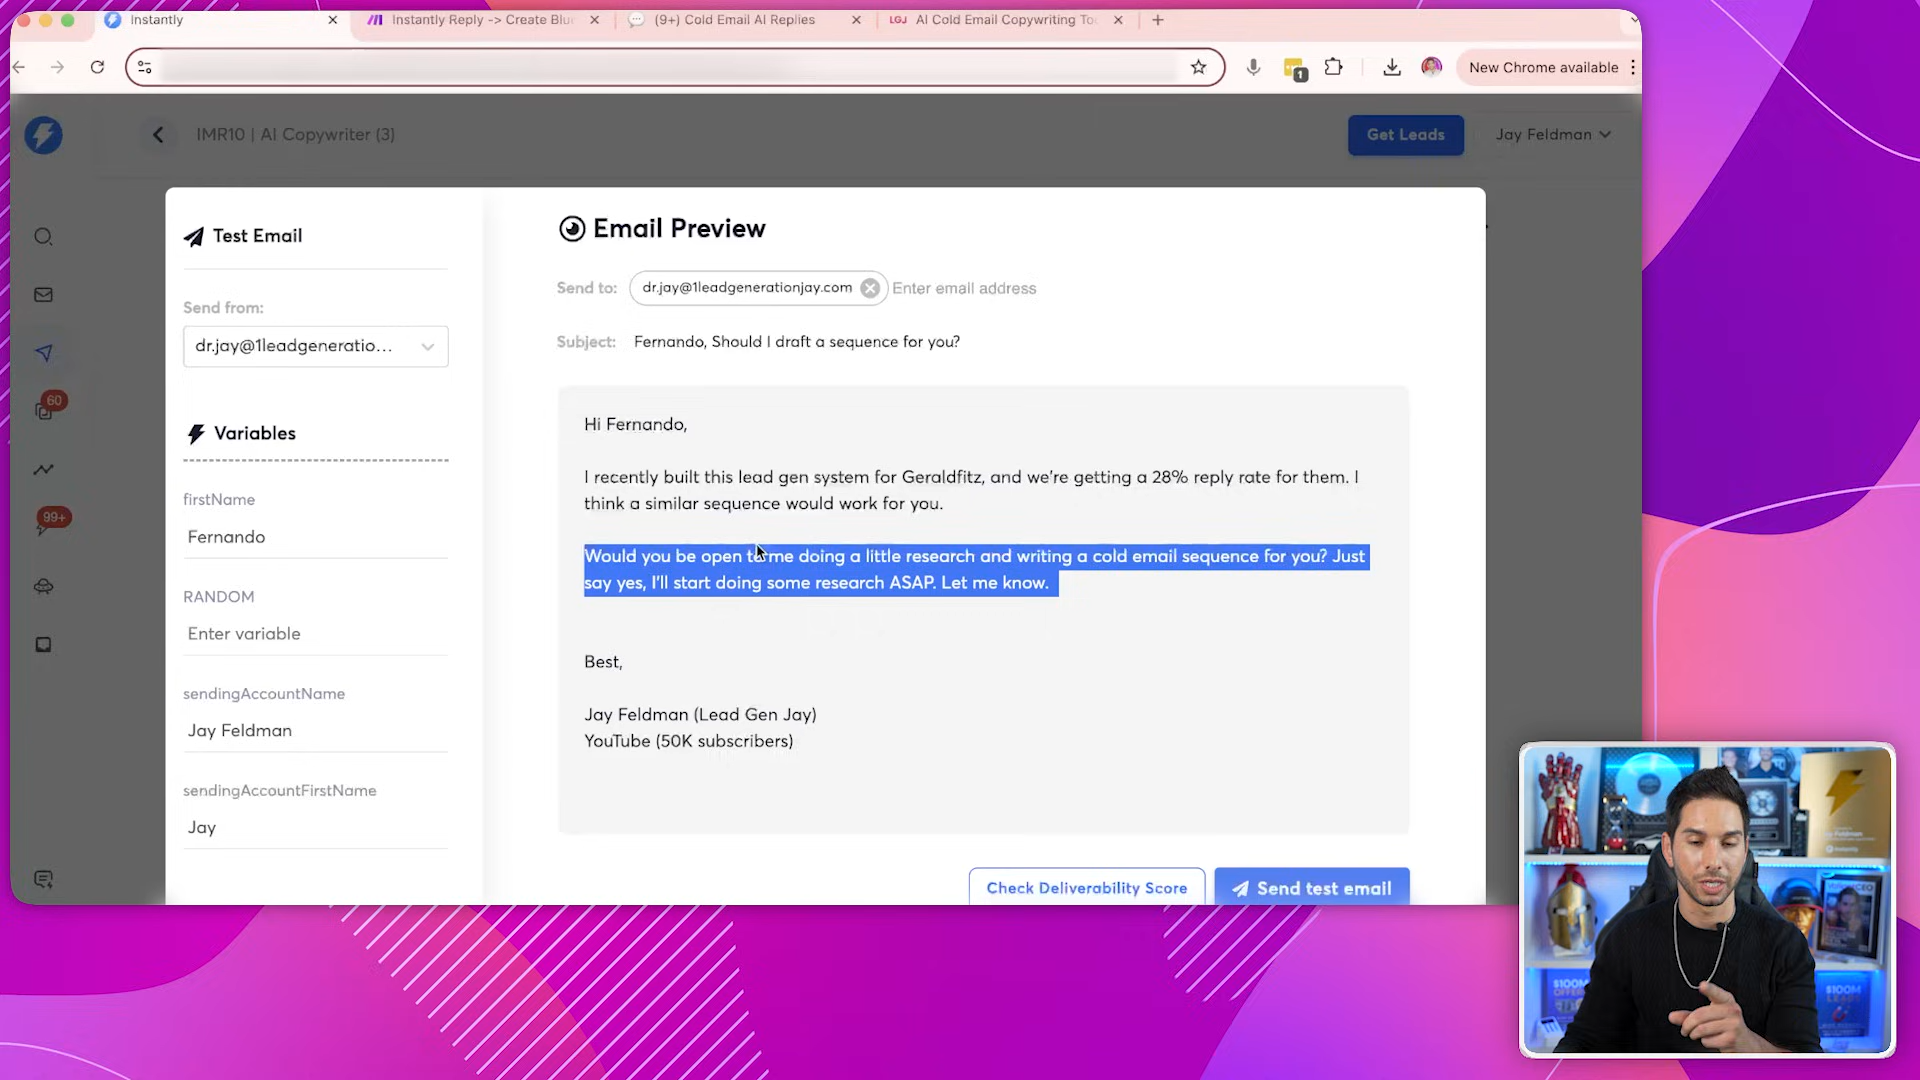 Instantly
Instantly Reply -> Create Blu
(9+) Cold Email AI Replies
LGJ AI Cold Email Copywriting To
New Chrome available
1
IMR10 | AI Copywriter (3)
Get Leads
Jay Feldman
60
99+
Test Email
Send from:
dr.jay@1leadgeneratio...
Variables
firstName
Fernando
RANDOM
Enter variable
sendingAccountName
Jay Feldman
sendingAccountFirstName
Jay
Email Preview
Send to: dr.jay@1leadgenerationjay.com Enter email address
Subject: Fernando, Should I draft a sequence for you?
Hi Fernando,
I recently built this lead gen system for Geraldfitz, and we're getting a 28% reply rate for them. I
think a similar sequence would work for you.
Would you be open to me doing a little research and writing a cold email sequence for you? Just
say yes, I'll start doing some research ASAP. Let me know.
Best,
Jay Feldman (Lead Gen Jay)
YouTube (50K subscribers)
Check Deliverability Score
Send test email
$100M
$100M